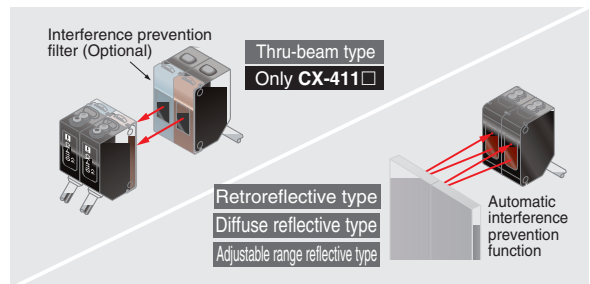 Interference prevention
filter (Optional)
Thru-beam type
Only CX-411□
Retroreflective type
Diffuse reflective type
Adjustable range reflective type
Automatic
interference
prevention
function